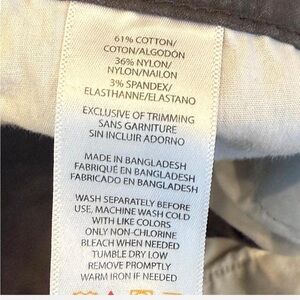 61% COTTON/
COTON/ALGODÓN
36% NYLON/
NYLON/NAILON
3% SPANDEX/
ELASTHANNE/ELASTANO
EXCLUSIVE OF TRIMMING
SANS GARNITURE
SIN INCLUIR ADORNO
MADE IN BANGLADESH
FABRIQUÉ EN BANGLADESH
FABRICADO EN BANGLADESH
WASH SEPARATELY BEFORE
USE, MACHINE WASH COLD
WITH LIKE COLORS
ONLY NON-CHLORINE
BLEACH WHEN NEEDED
TUMBLE DRY LOW
REMOVE PROMPTLY
WARM IRON IF NEEDED